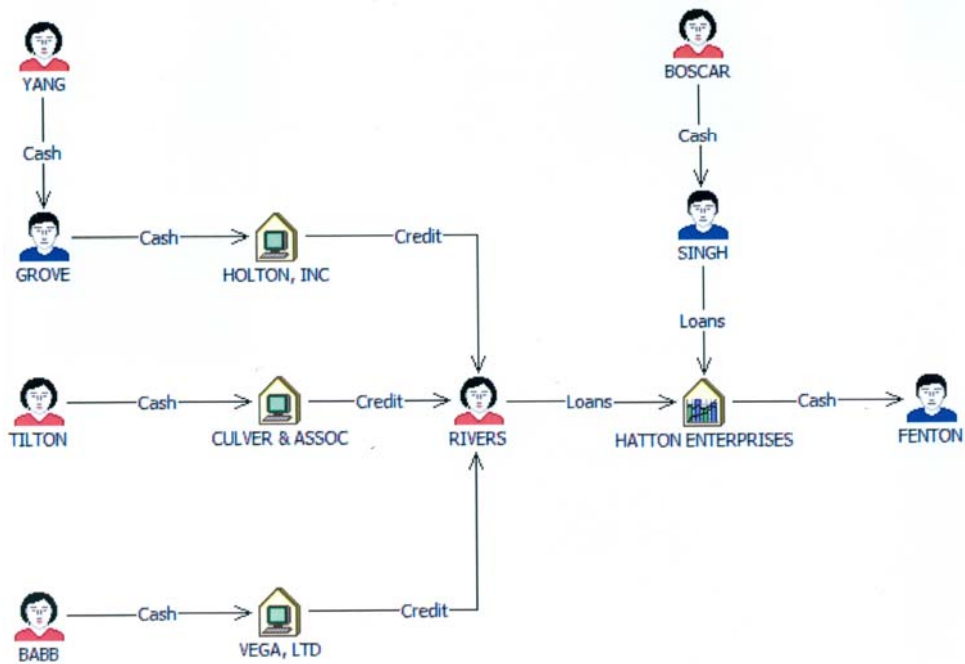 YANG
BOSCAR
Cash
Cash
GROVE
Cash
HOLTON, INC
Credit
SINGH
Loans
TILTON
Cash
CULVER & ASSOC
Credit
RIVERS
Loans
HATTON ENTERPRISES
Cash
FENTON
BABB
Cash
VEGA, LTD
Credit